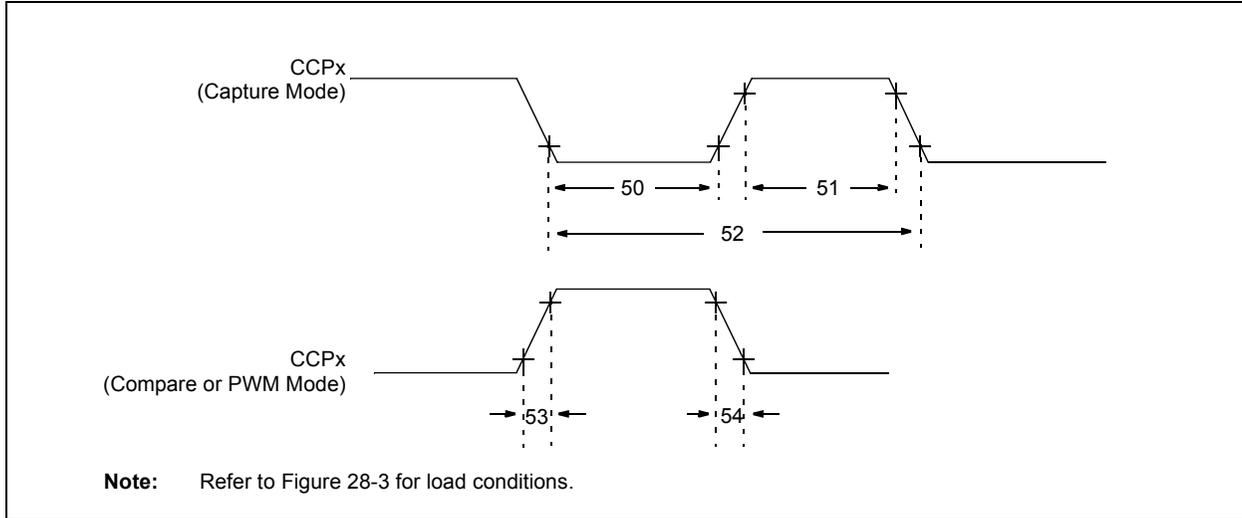 CCPx
(Capture Mode)
50
51
52
CCPx
(Compare or PWM Mode)
53
54
Note: Refer to Figure 28-3 for load conditions.